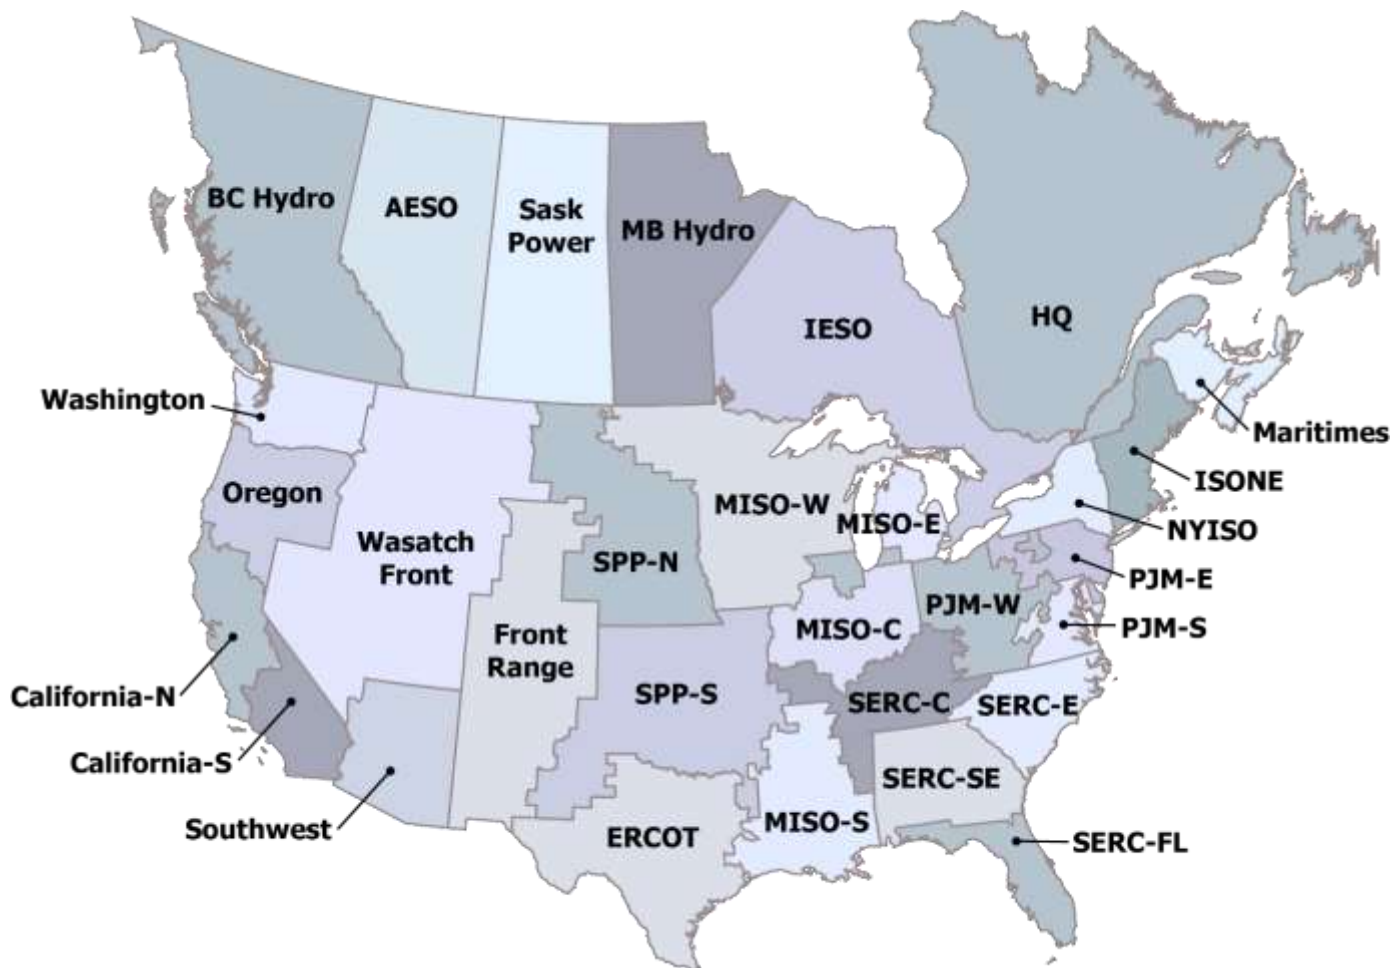 BC Hydro
AESO
Sask
Power
MB Hydro
IESO
HQ
Washington
Maritimes
ISONE
Oregon
MISO-W
MISO-E
NYISO
Wasatch
Front
SPP-N
PJM-E
PJM-W
MISO-C
PJM-S
Front
Range
California-N
SPP-S
SERC-C
SERC-E
California-S
SERC-SE
Southwest
ERCOT
MISO-S
SERC-FL